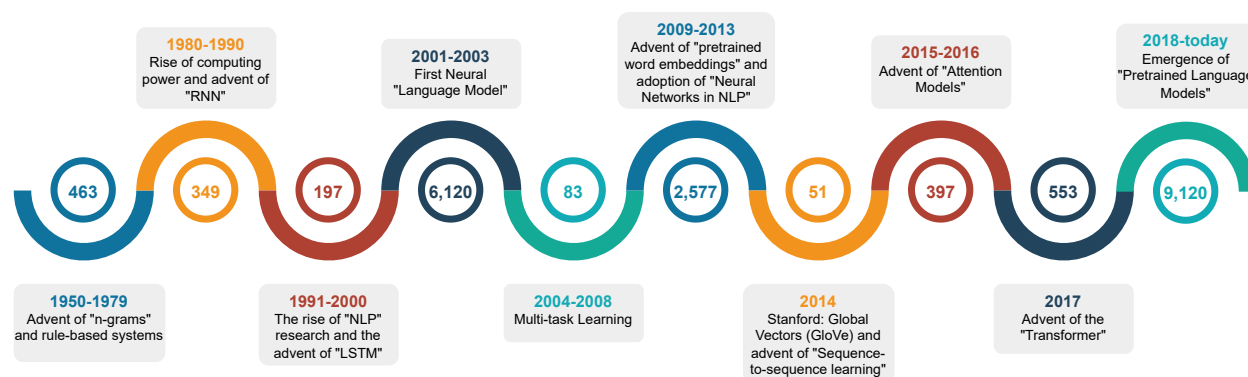 1980-1990
Rise of computing
power and advent of
"RNN"
2001-2003
First Neural
"Language Model"
2009-2013
Advent of "pretrained
word embeddings" and
adoption of "Neural
Networks in NLP"
2015-2016
Advent of "Attention
Models"
2018-today
Emergence of
"Pretrained Language
Models"
463
349
197
6,120
83
2,577
51
397
553
9,120
1950-1979
Advent of "n-grams"
and rule-based systems
1991-2000
The rise of "NLP"
research and the
advent of "LSTM"
2004-2008
Multi-task Learning
2014
Stanford: Global
Vectors (GloVe) and
advent of "Sequence-
to-sequence learning"
2017
Advent of the
"Transformer"